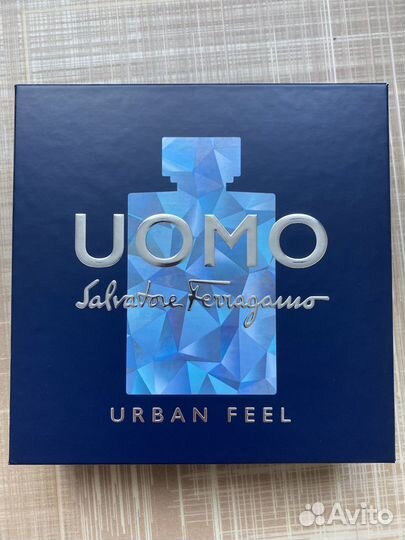 UOMO
Salvatore Ferragamo
URBAN FEEL
Avito